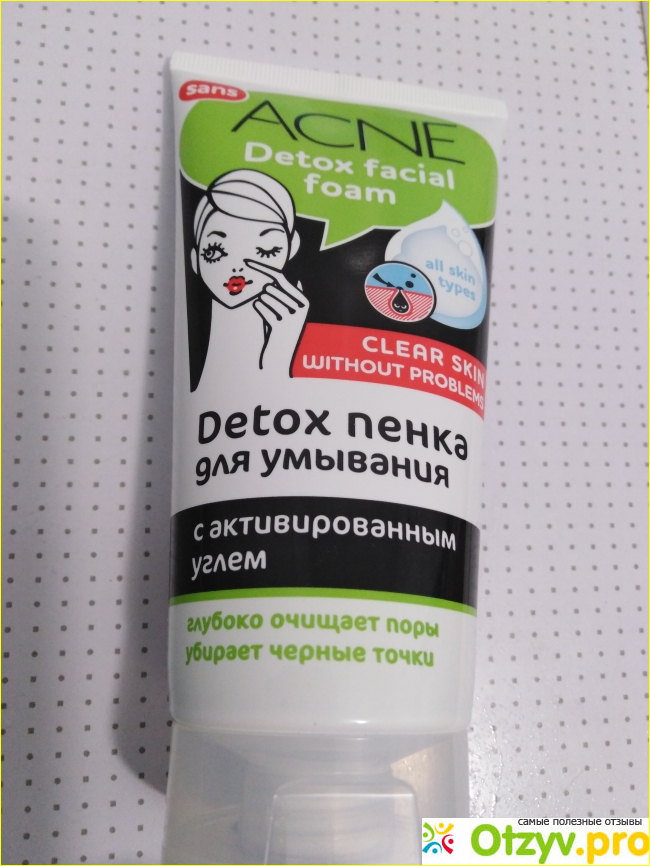 sans
ACNE
Detox facial
foam
all skin
types
CLEAR SKIN
WITHOUT PROBLEMS
Detox пенка
для умывания
с активированным
углем
глубоко очищает поры
убирает черные точки
самые полезные отзывы
Otzyv.pro